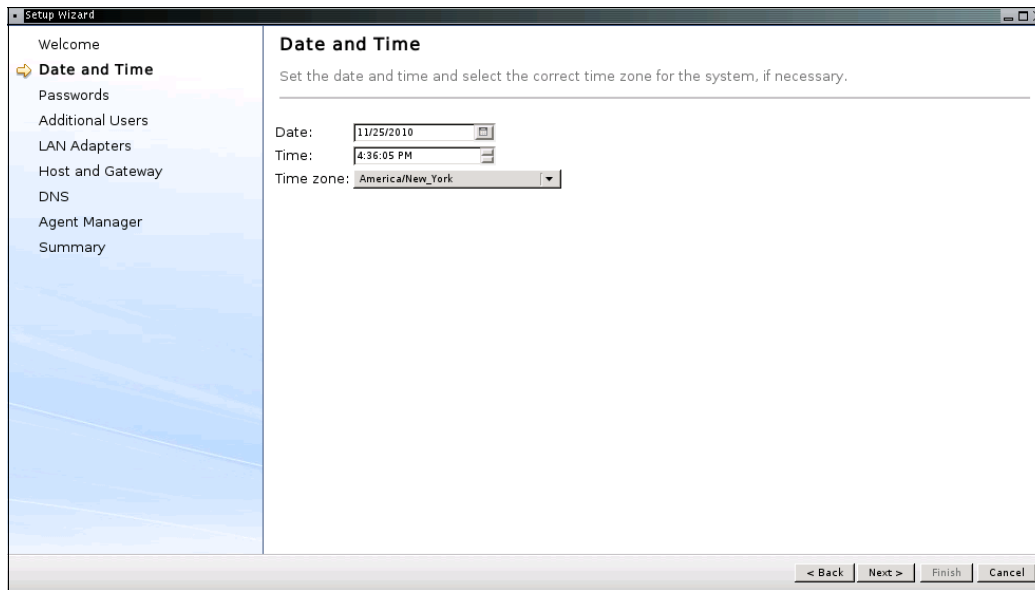 Setup Wizard
Welcome
Date and Time
Passwords
Additional Users
LAN Adapters
Host and Gateway
DNS
Agent Manager
Summary
Date and Time
Set the date and time and select the correct time zone for the system, if necessary.
Date: 11/25/2010
Time: 4:36:05 PM
Time zone: America/New_York
< Back Next > Finish Cancel